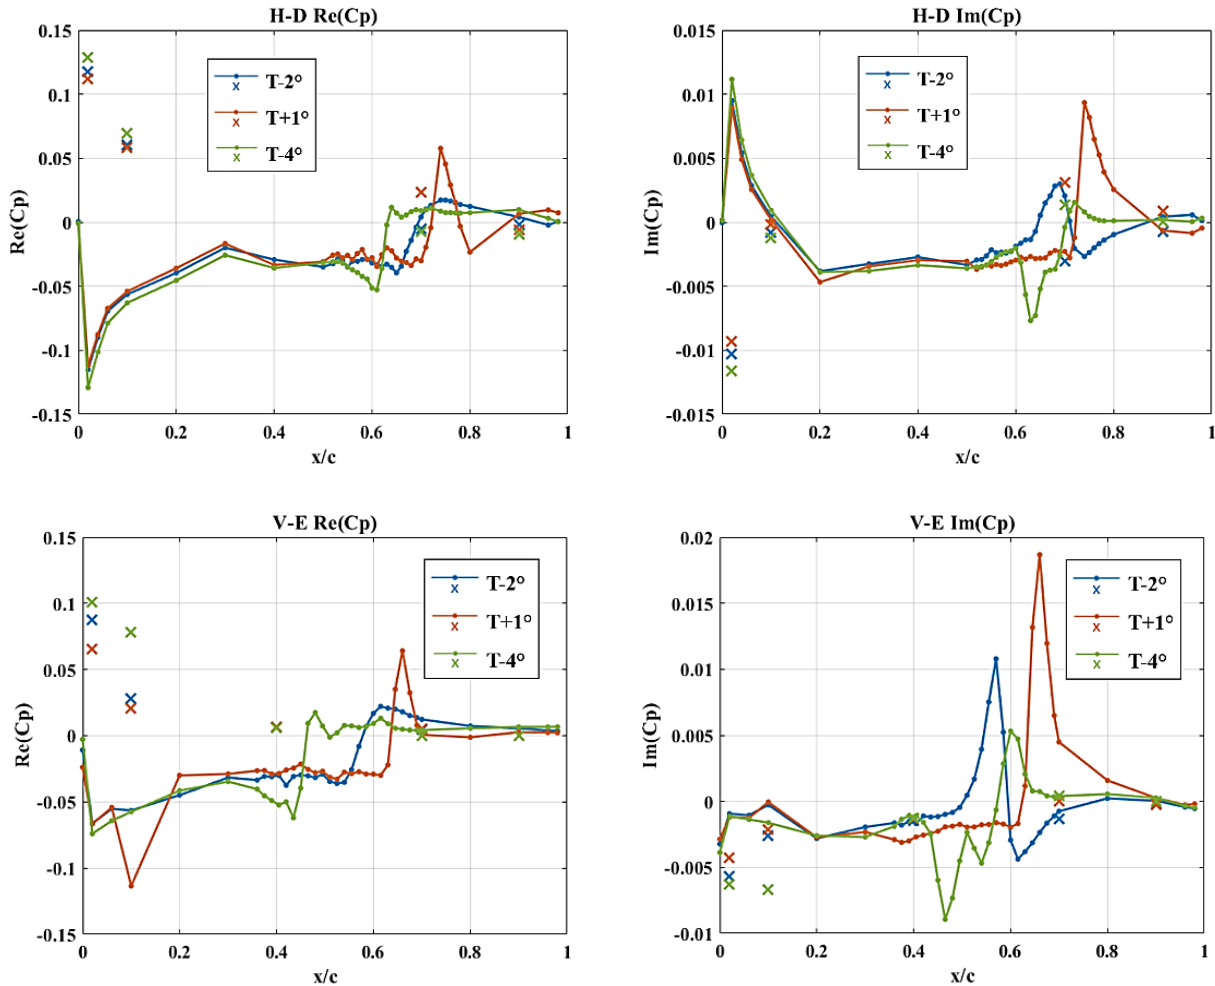 H-D Re(Cp)
0.15
0.1
0.05
0
-0.05
-0.1
-0.15
Re(Cp)
0 0.2 0.4 0.6 0.8 1
x/c
T-2°
x
T+1°
x
T-4°
x
H-D Im(Cp)
0.015
0.01
0.005
0
-0.005
-0.01
-0.015
Im(Cp)
0 0.2 0.4 0.6 0.8 1
x/c
T-2°
x
T+1°
x
T-4°
x
V-E Re(Cp)
0.15
0.1
0.05
0
-0.05
-0.1
-0.15
Re(Cp)
0 0.2 0.4 0.6 0.8 1
x/c
T-2°
x
T+1°
x
T-4°
x
V-E Im(Cp)
0.02
0.015
0.01
0.005
0
-0.005
-0.01
Im(Cp)
0 0.2 0.4 0.6 0.8 1
x/c
T-2°
x
T+1°
x
T-4°
x